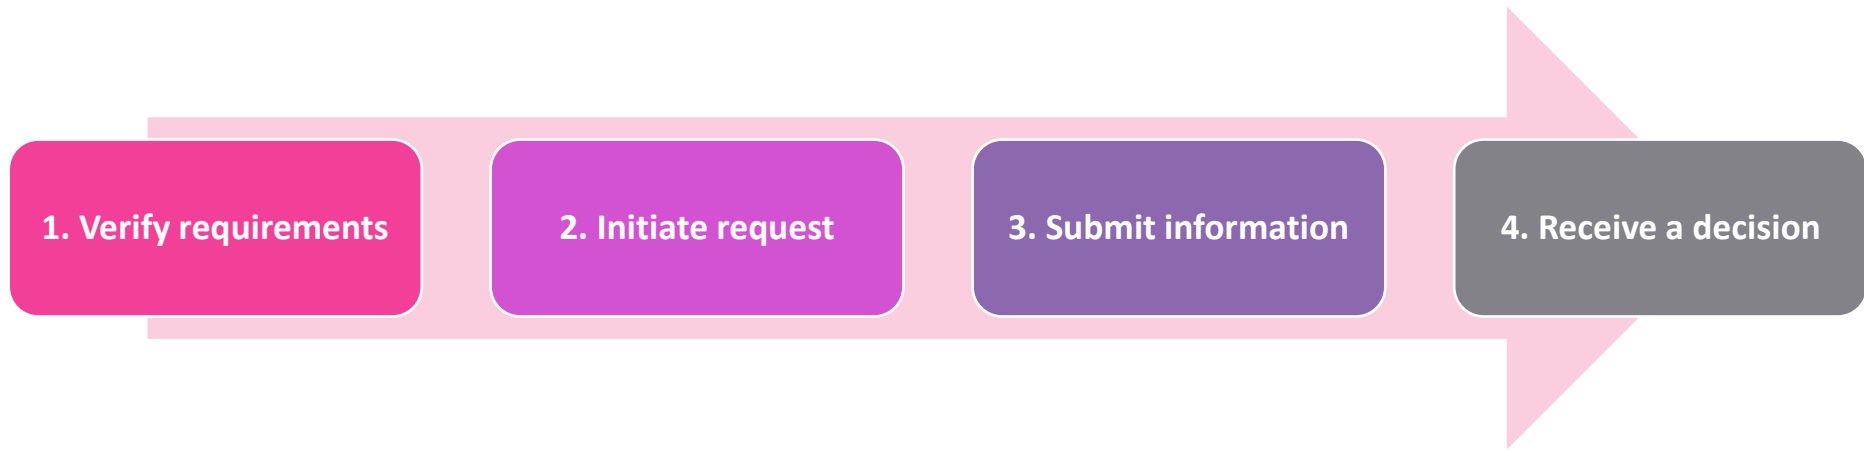 1. Verify requirements
2. Initiate request
3. Submit information
4. Receive a decision